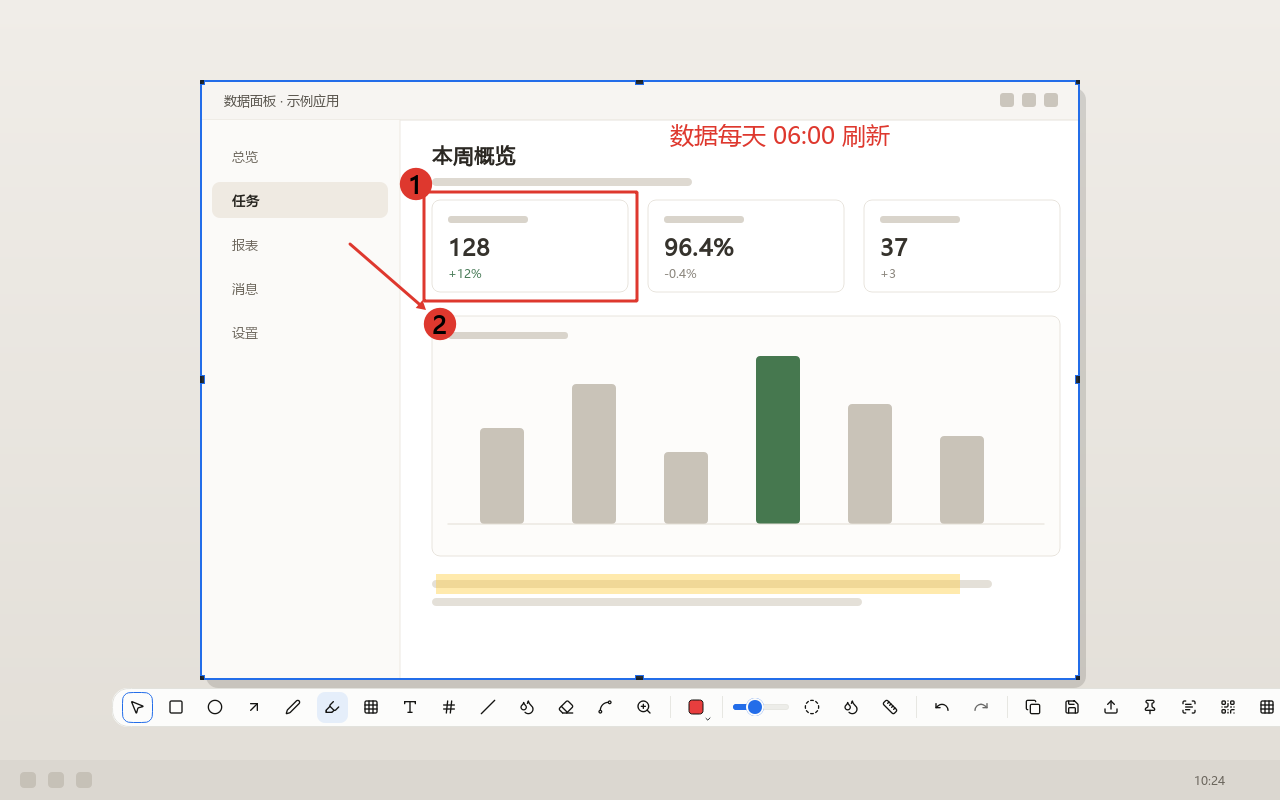 数据面板 · 示例应用
数据每天 06:00 刷新
总览
任务
报表
消息
设置
本周概览
1
128
+12%
96.4%
-0.4%
37
+3
2
T
#
10:24